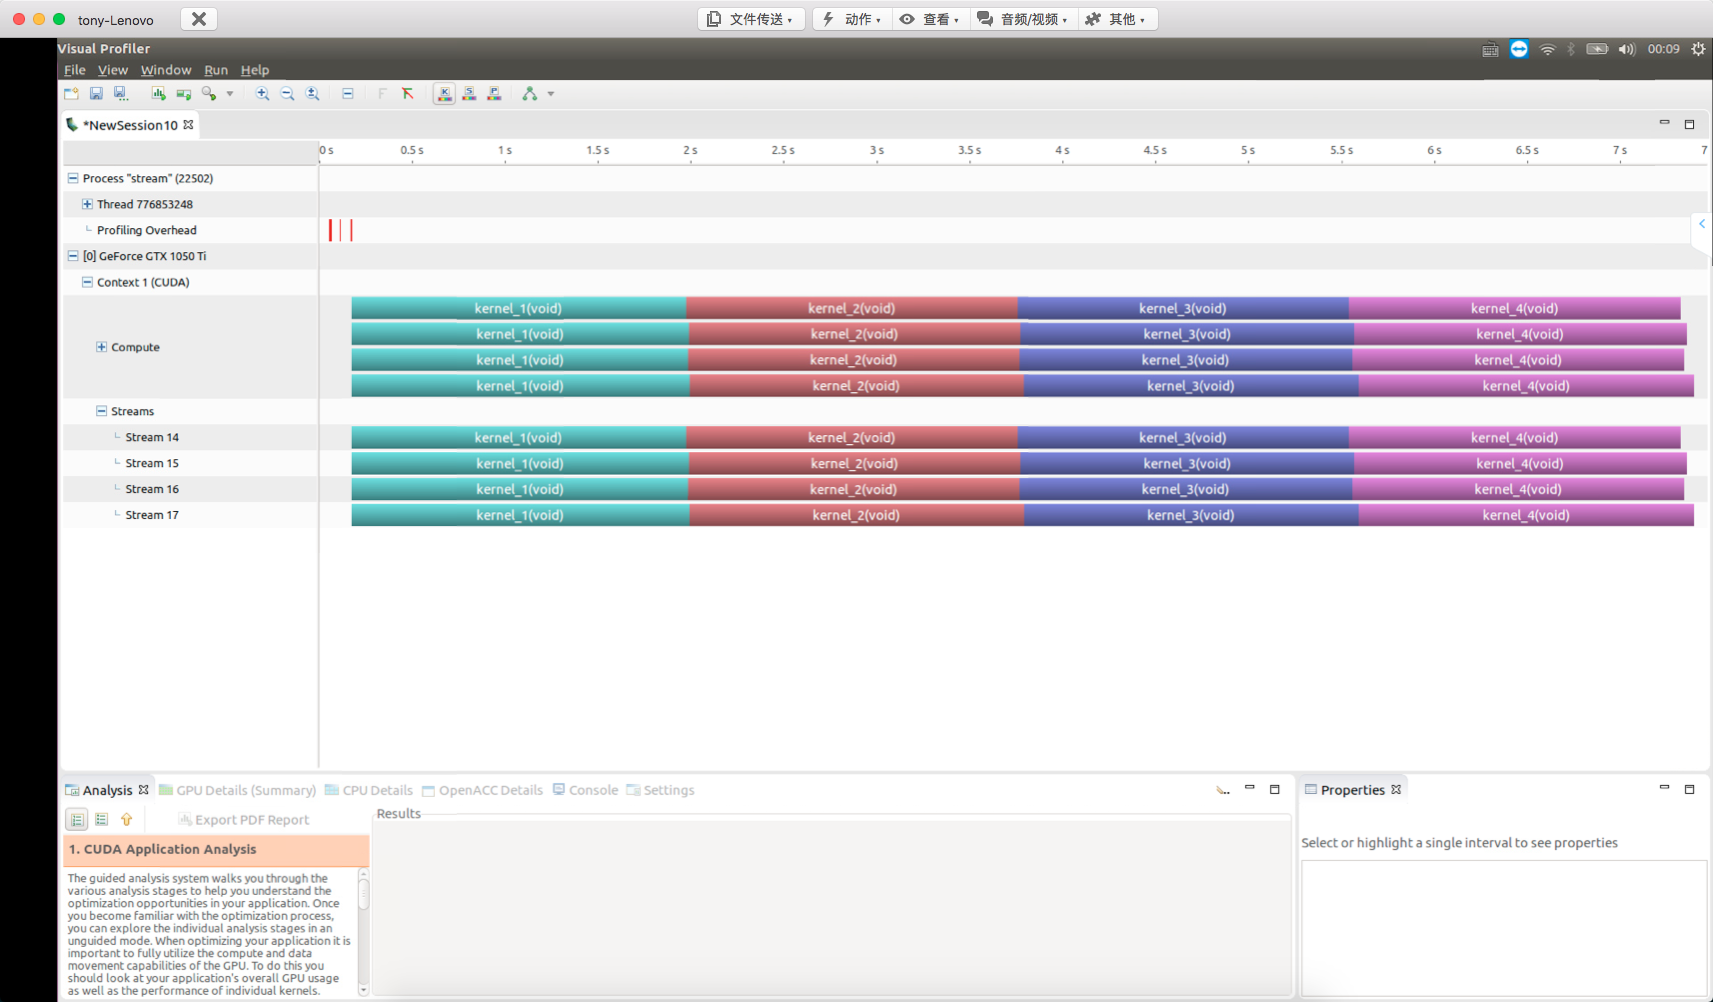 tony-Lenovo
文件传送
动作
查看
音频/视频
其他
Visual Profiler
00:09
File View Window Run Help
K S P
*NewSession10
0 s 0.5 s 1 s 1.5 s 2 s 2.5 s 3 s 3.5 s 4 s 4.5 s 5 s 5.5 s 6 s 6.5 s 7 s 7
Process "stream" (22502)
Thread 776853248
Profiling Overhead
[0] GeForce GTX 1050 Ti
Context 1 (CUDA)
kernel_1(void) kernel_2(void) kernel_3(void) kernel_4(void)
kernel_1(void) kernel_2(void) kernel_3(void) kernel_4(void)
Compute
kernel_1(void) kernel_2(void) kernel_3(void) kernel_4(void)
kernel_1(void) kernel_2(void) kernel_3(void) kernel_4(void)
Streams
Stream 14 kernel_1(void) kernel_2(void) kernel_3(void) kernel_4(void)
Stream 15 kernel_1(void) kernel_2(void) kernel_3(void) kernel_4(void)
Stream 16 kernel_1(void) kernel_2(void) kernel_3(void) kernel_4(void)
Stream 17 kernel_1(void) kernel_2(void) kernel_3(void) kernel_4(void)
Analysis GPU Details (Summary) CPU Details OpenACC Details Console Settings
Export PDF Report
Results
1. CUDA Application Analysis
The guided analysis system walks you through the
various analysis stages to help you understand the
optimization opportunities in your application. Once
you become familiar with the optimization process,
you can explore the individual analysis stages in an
unguided mode. When optimizing your application it is
important to fully utilize the compute and data
movement capabilities of the GPU. To do this you
should look at your application's overall GPU usage
as well as the performance of individual kernels.
Properties
Select or highlight a single interval to see properties